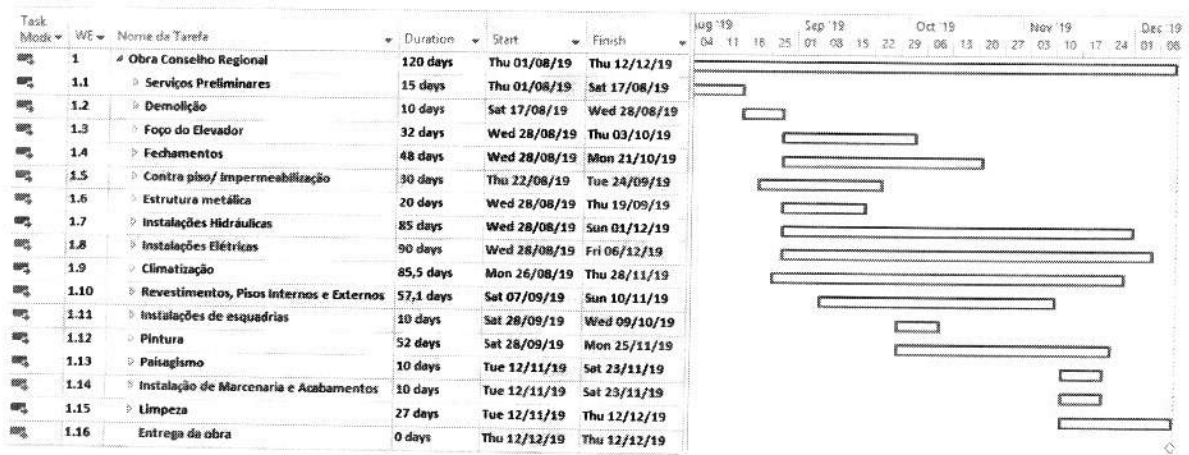 Task Mode WB Nome da Tarefa Duration Start Finish
Aug '19 Sep '19 Oct '19 Nov '19 Dec '19
04 11 18 25 01 08 15 22 29 06 13 20 27 03 10 17 24 01 08
1 Obra Conselho Regional 120 days Thu 01/08/19 Thu 12/12/19
1.1 Serviços Preliminares 15 days Thu 01/08/19 Sat 17/08/19
1.2 Demolição 10 days Sat 17/08/19 Wed 28/08/19
1.3 Foço do Elevador 32 days Wed 28/08/19 Thu 03/10/19
1.4 Fechamentos 48 days Wed 28/08/19 Mon 21/10/19
1.5 Contra piso/ Impermeabilização 30 days Thu 22/08/19 Tue 24/09/19
1.6 Estrutura metálica 20 days Wed 28/08/19 Thu 19/09/19
1.7 Instalações Hidráulicas 85 days Wed 28/08/19 Sun 01/12/19
1.8 Instalações Elétricas 90 days Wed 28/08/19 Fri 06/12/19
1.9 Climatização 85,5 days Mon 26/08/19 Thu 28/11/19
1.10 Revestimentos, Pisos Internos e Externos 57,1 days Sat 07/09/19 Sun 10/11/19
1.11 Instalações de esquadrias 10 days Sat 28/09/19 Wed 09/10/19
1.12 Pintura 52 days Sat 28/09/19 Mon 25/11/19
1.13 Paisagismo 10 days Tue 12/11/19 Sat 23/11/19
1.14 Instalação de Marcenaria e Acabamentos 10 days Tue 12/11/19 Sat 23/11/19
1.15 Limpeza 27 days Tue 12/11/19 Thu 12/12/19
1.16 Entrega da obra 0 days Thu 12/12/19 Thu 12/12/19